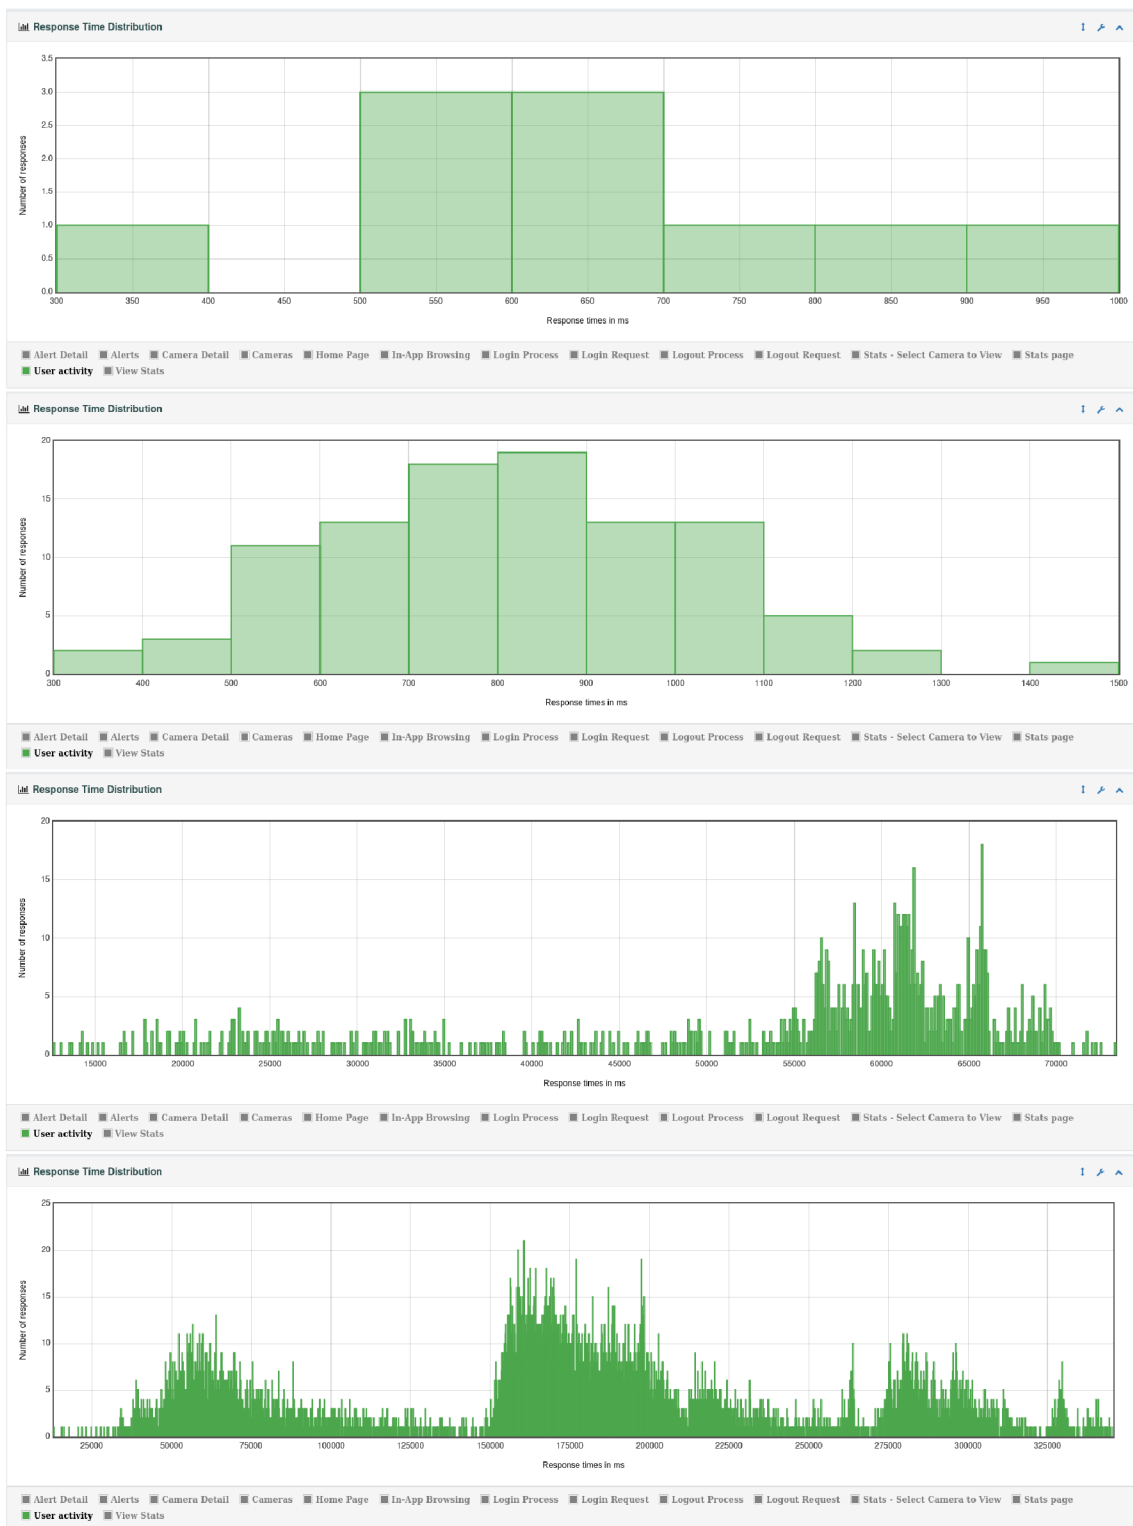 Response Time Distribution
3.5
3.0
2.5
2.0
1.5
1.0
0.5
0.0
Number of responses
300 350 400 450 500 550 600 650 700 750 800 850 900 950 1000
Response times in ms
Alert Detail Alerts Camera Detail Cameras Home Page In-App Browsing Login Process Login Request Logout Process Logout Request Stats - Select Camera to View Stats page
User activity View Stats
Response Time Distribution
20
15
10
5
0
Number of responses
300 400 500 600 700 800 900 1000 1100 1200 1300 1400 1500
Response times in ms
Alert Detail Alerts Camera Detail Cameras Home Page In-App Browsing Login Process Login Request Logout Process Logout Request Stats - Select Camera to View Stats page
User activity View Stats
Response Time Distribution
20
15
10
5
0
Number of responses
15000 20000 25000 30000 35000 40000 45000 50000 55000 60000 65000 70000
Response times in ms
Alert Detail Alerts Camera Detail Cameras Home Page In-App Browsing Login Process Login Request Logout Process Logout Request Stats - Select Camera to View Stats page
User activity View Stats
Response Time Distribution
25
20
15
10
5
0
Number of responses
25000 50000 75000 100000 125000 150000 175000 200000 225000 250000 275000 300000 325000
Response times in ms
Alert Detail Alerts Camera Detail Cameras Home Page In-App Browsing Login Process Login Request Logout Process Logout Request Stats - Select Camera to View Stats page
User activity View Stats